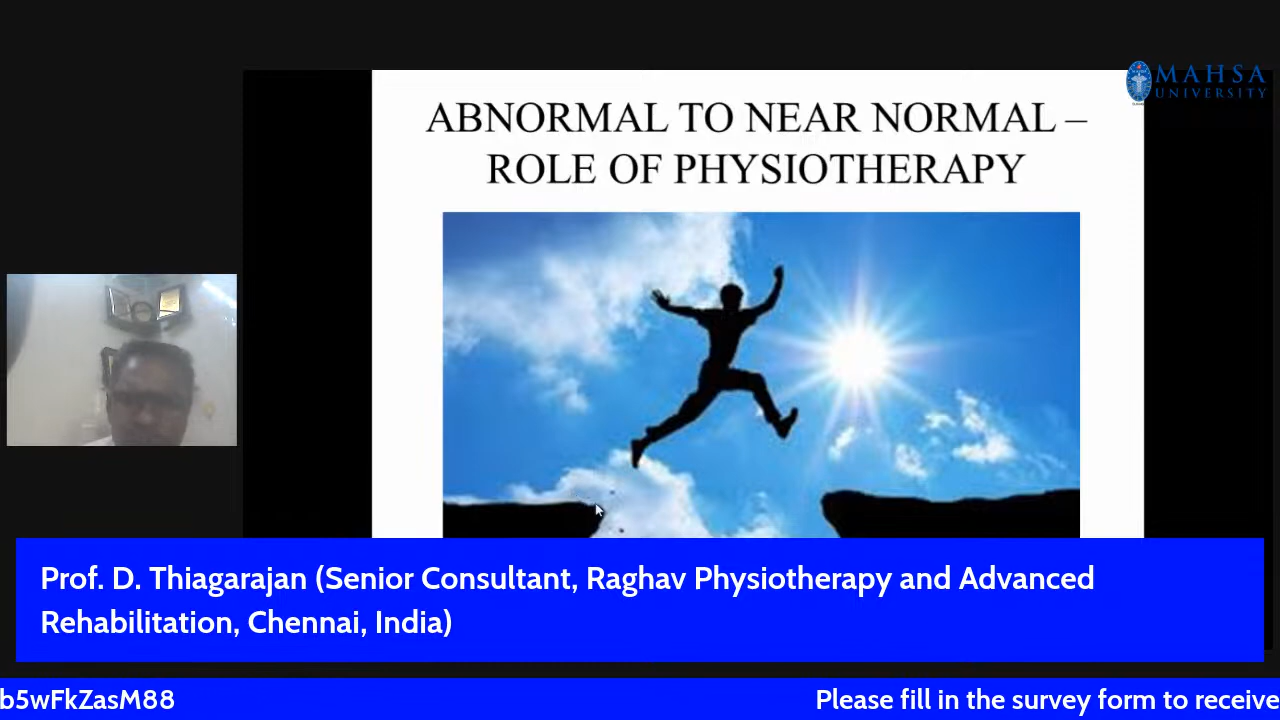 MAHSA
UNIVERSITY
ABNORMAL TO NEAR NORMAL –
ROLE OF PHYSIOTHERAPY
Prof. D. Thiagarajan (Senior Consultant, Raghav Physiotherapy and Advanced
Rehabilitation, Chennai, India)
b5wFkZasM88
Please fill in the survey form to receive